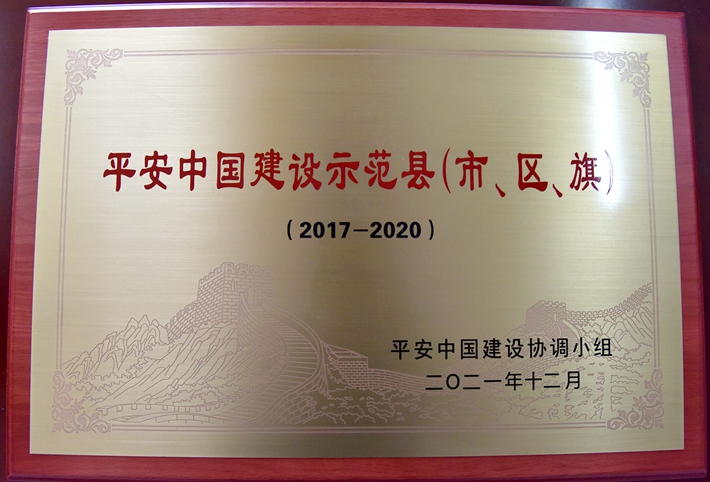 平安中国建设示范县(市、区、旗)
(2017-2020)
平安中国建设协调小组
二〇二一年十二月